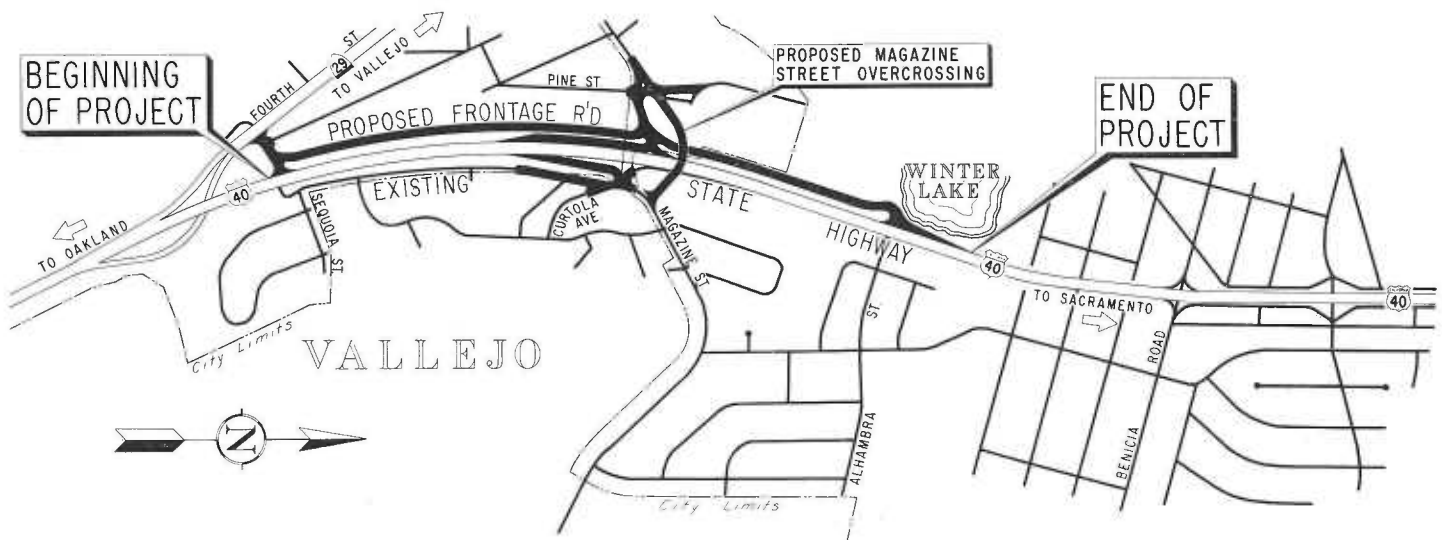 BEGINNING
OF PROJECT
FOURTH ST
29
TO VALLEJO
PINE ST
PROPOSED MAGAZINE
STREET OVERCROSSING
END OF
PROJECT
PROPOSED FRONTAGE R'D
WINTER
LAKE
40
EXISTING
STATE
HIGHWAY
TO OAKLAND
SEQUOIA ST.
CURTOLA
AVE
MAGAZINE ST
40
TO SACRAMENTO
40
City Limits
VALLEJO
N
ALHAMBRA ST.
BENICIA ROAD
City Limits